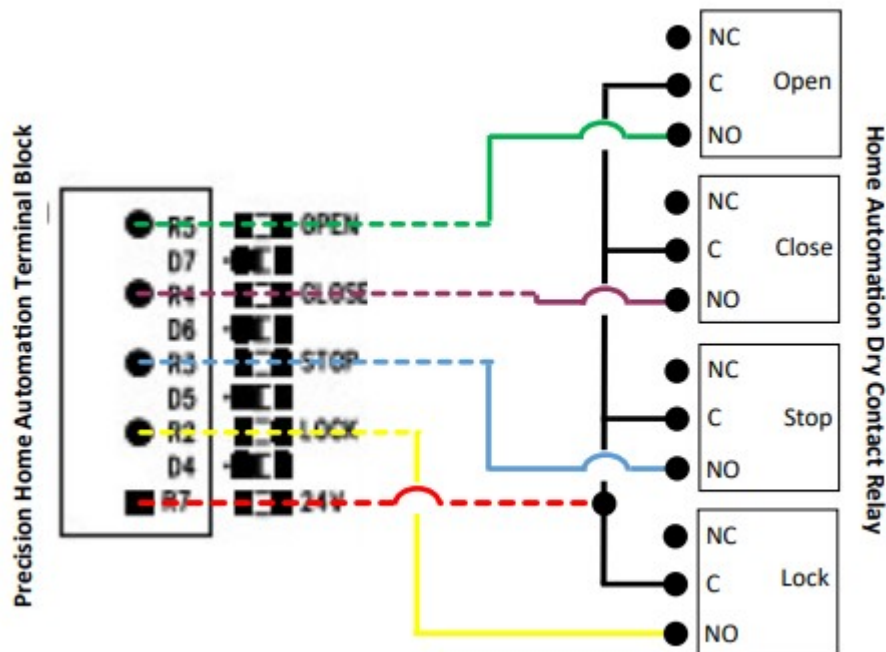 Precision Home Automation Terminal Block
R5 OPEN
D7
R4 CLOSE
D6
R3 STOP
D5
R2 LOCK
D4
R7 24V
NC
C Open
NO
NC
C Close
NO
NC
C Stop
NO
NC
C Lock
NO
Home Automation Dry Contact Relay